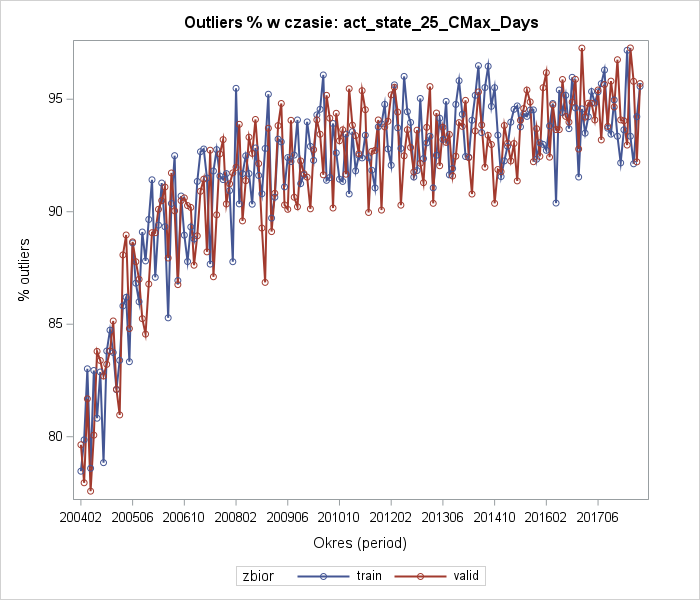 Outliers % w czasie: act_state_25_CMax_Days
% outliers
95
90
85
80
200402 200506 200610 200802 200906 201010 201202 201306 201410 201602 201706
Okres (period)
zbior train valid